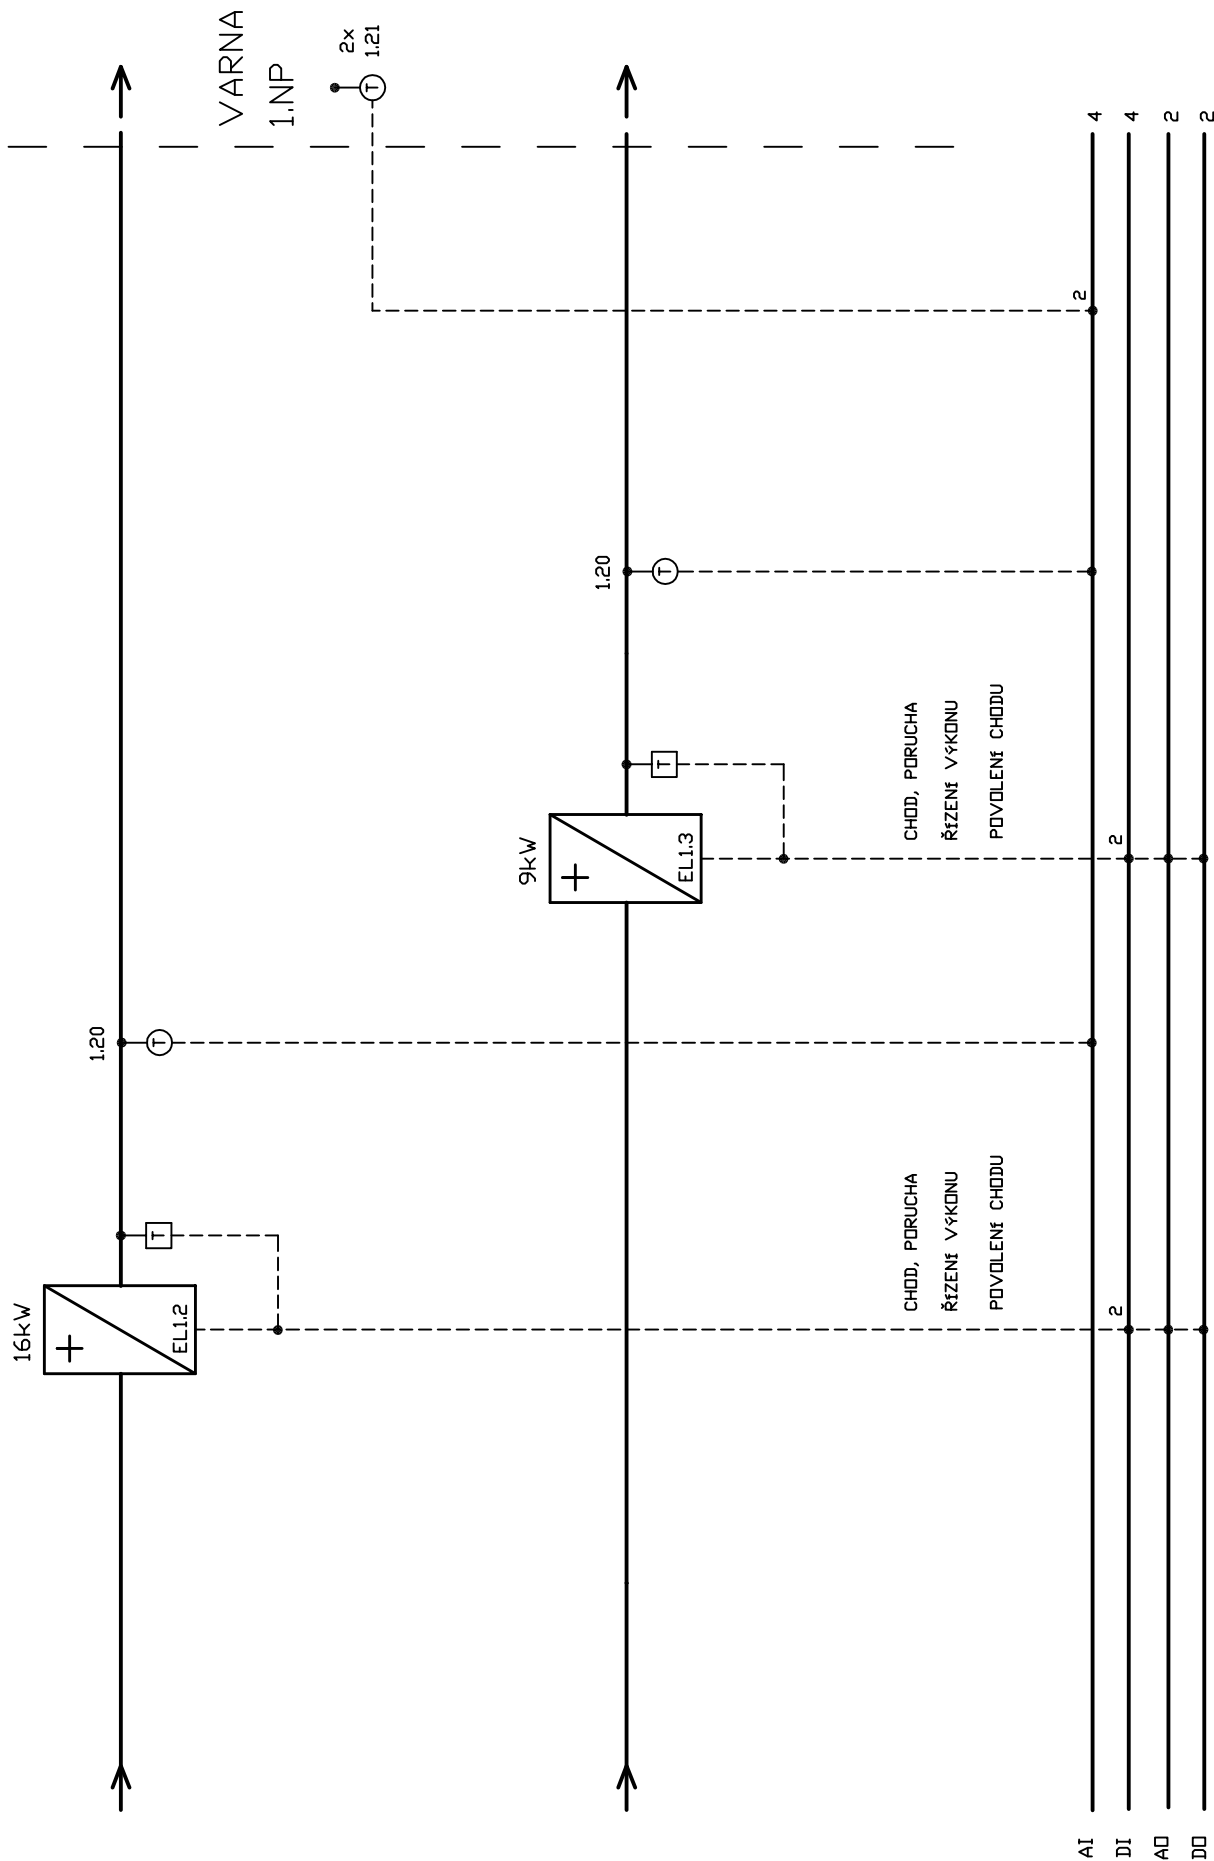 16kW
EL1.2
T
1.20
T
VARNA
1.NP
2x
1.21
T
9kW
EL1.3
T
1.20
T
CHOD, PORUCHA
ŘÍZENÍ VÝKONU
POVOLENÍ CHODU
CHOD, PORUCHA
ŘÍZENÍ VÝKONU
POVOLENÍ CHODU
AI 2 4
DI 2 2 4
AO 2
DO 2